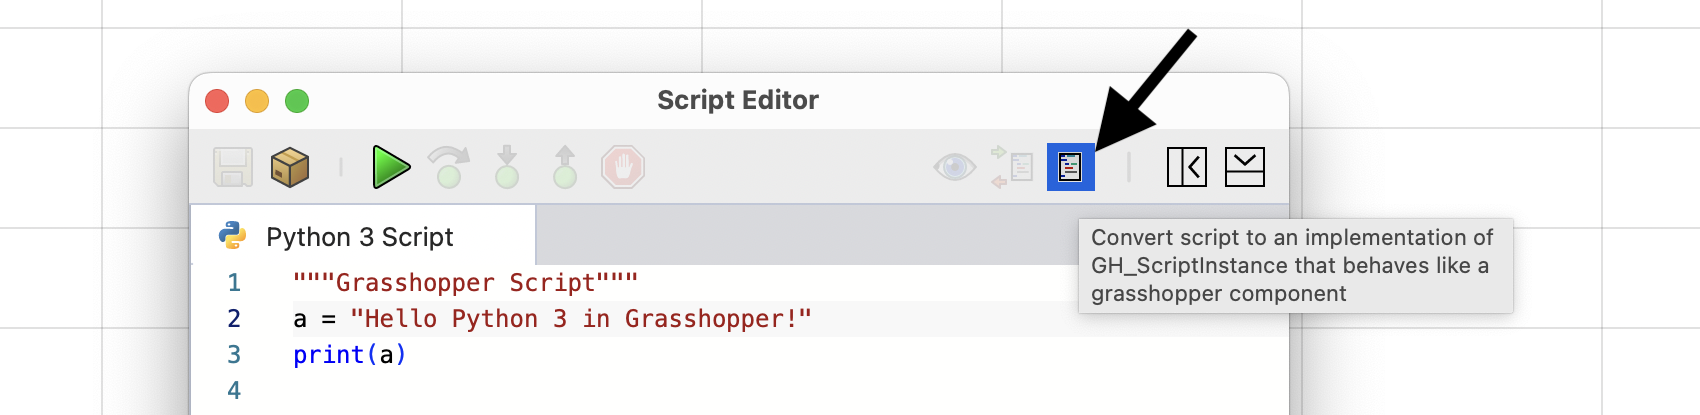 Script Editor
Python 3 Script
Convert script to an implementation of
GH_ScriptInstance that behaves like a
grasshopper component
1 """Grasshopper Script"""
2 a = "Hello Python 3 in Grasshopper!"
3 print(a)
4